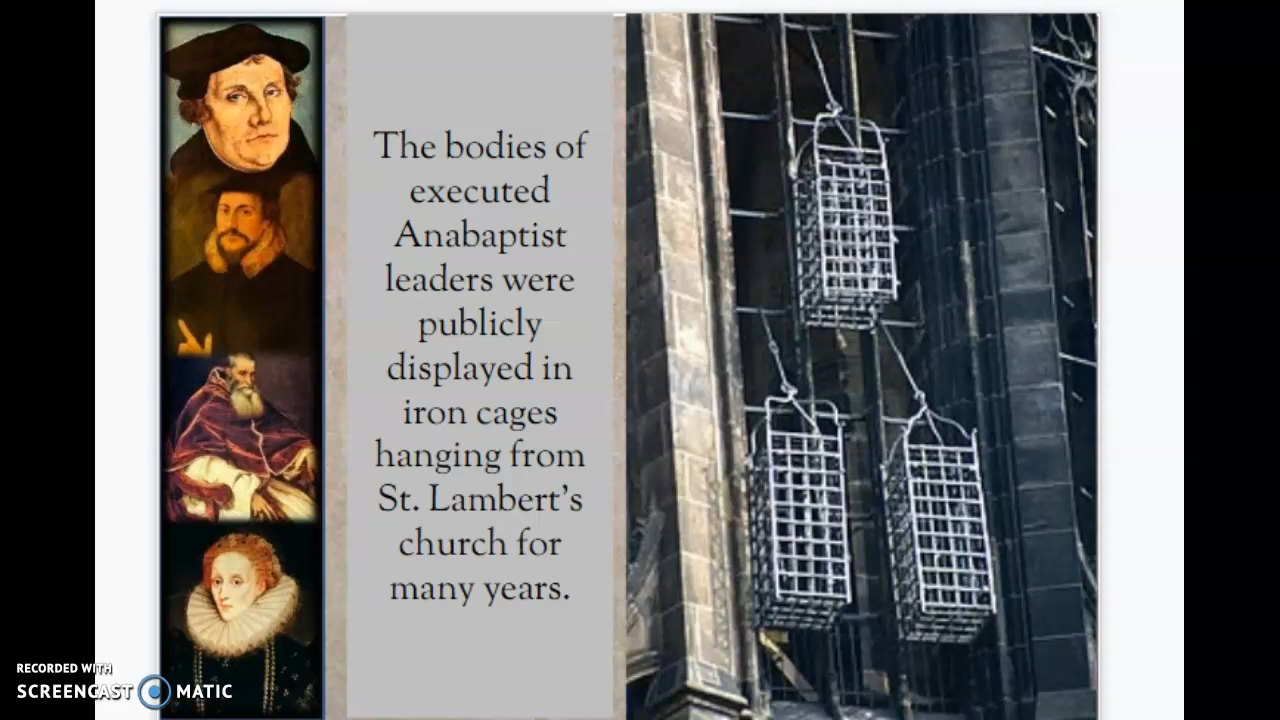 The bodies of
executed
Anabaptist
leaders were
publicly
displayed in
iron cages
hanging from
St. Lambert's
church for
many years.
RECORDED WITH
SCREENCAST MATIC